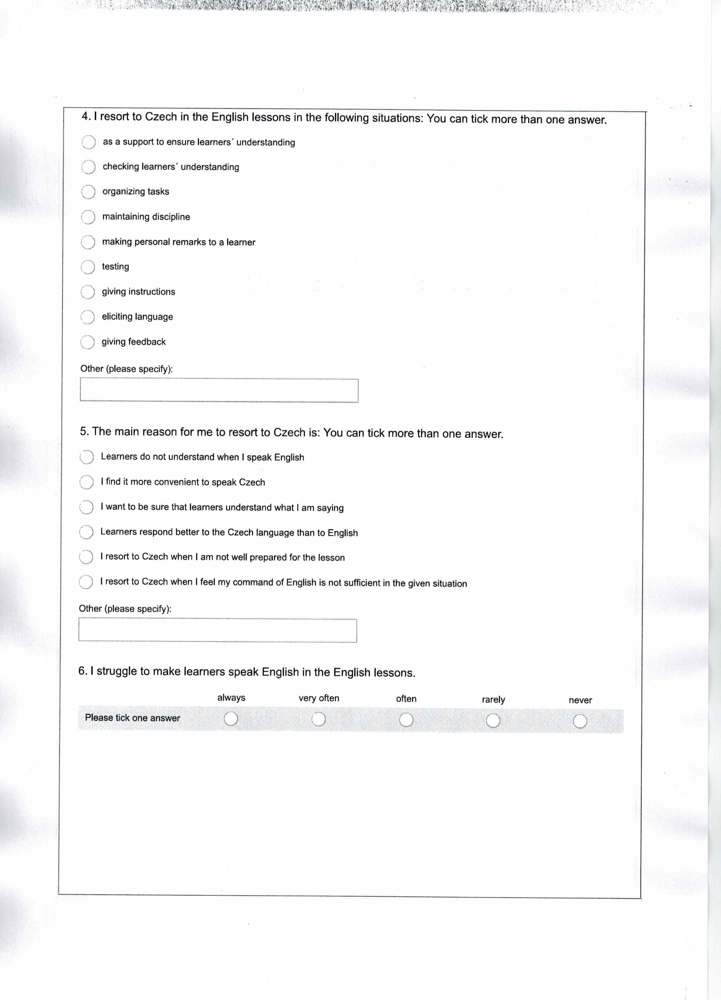 4. I resort to Czech in the English lessons in the following situations: You can tick more than one answer.
as a support to ensure learners´ understanding
checking learners´ understanding
organizing tasks
maintaining discipline
making personal remarks to a learner
testing
giving instructions
eliciting language
giving feedback
Other (please specify):
5. The main reason for me to resort to Czech is: You can tick more than one answer.
Learners do not understand when I speak English
I find it more convenient to speak Czech
I want to be sure that learners understand what I am saying
Learners respond better to the Czech language than to English
I resort to Czech when I am not well prepared for the lesson
I resort to Czech when I feel my command of English is not sufficient in the given situation
Other (please specify):
6. I struggle to make learners speak English in the English lessons.
always very often often rarely never
Please tick one answer